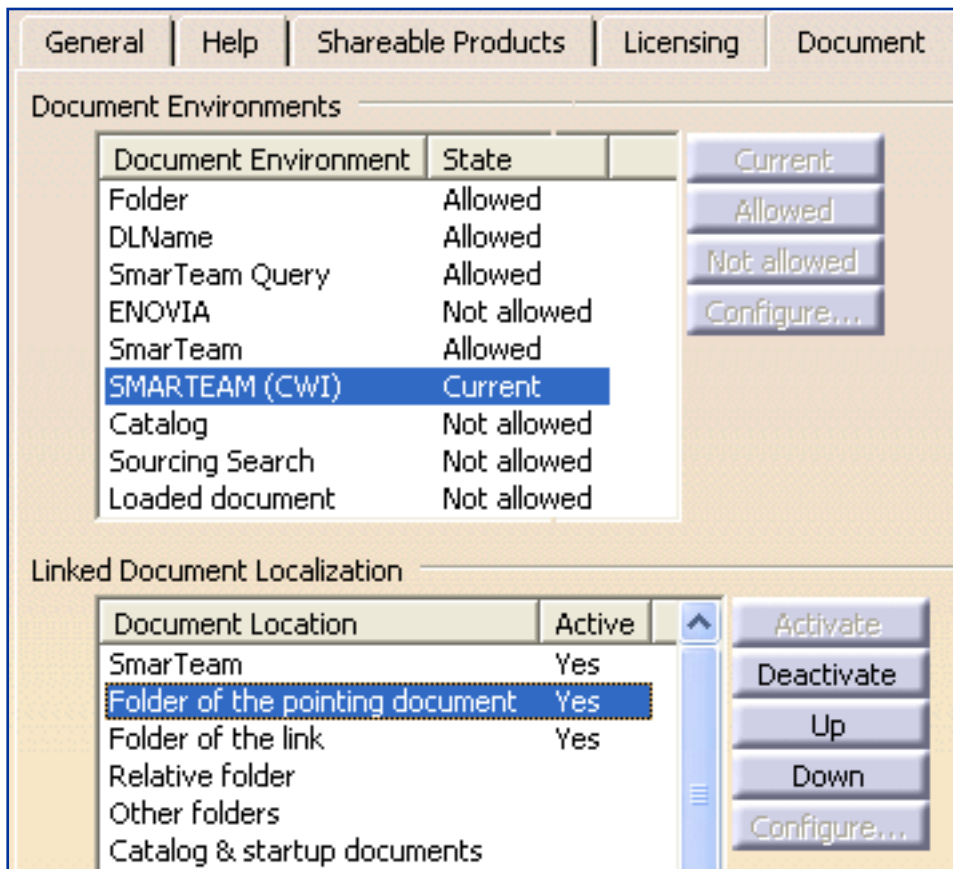 General Help Shareable Products Licensing Document
Document Environments
Document Environment State
Current
Folder Allowed
Allowed
DLName Allowed
SmarTeam Query Allowed
Not allowed
ENOVIA Not allowed
Configure...
SmarTeam Allowed
SMARTEAM (CWI) Current
Catalog Not allowed
Sourcing Search Not allowed
Loaded document Not allowed
Linked Document Localization
Document Location Active
Activate
SmarTeam Yes
Deactivate
Folder of the pointing document Yes
Up
Folder of the link Yes
Relative folder
Down
Other folders
Configure...
Catalog & startup documents